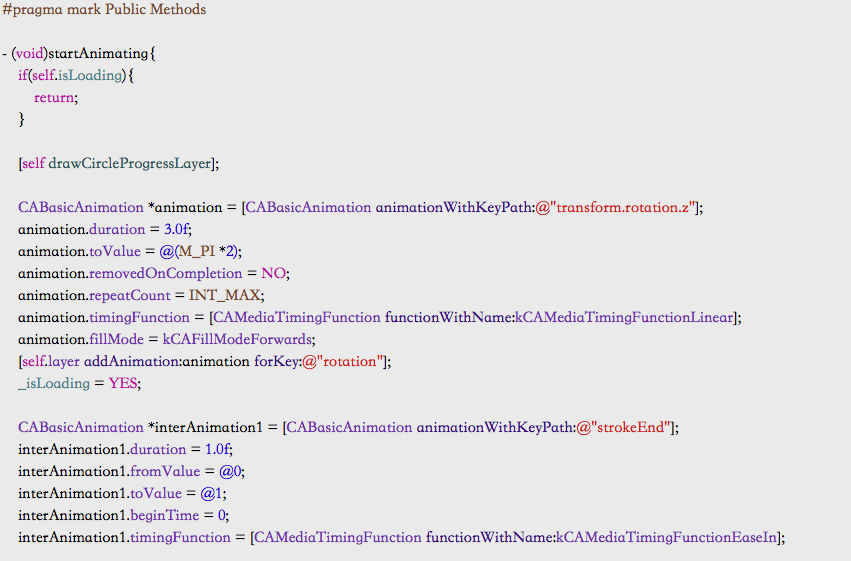 #pragma mark Public Methods
- (void)startAnimating{
if(self.isLoading){
return;
}
[self drawCircleProgressLayer];
CABasicAnimation *animation = [CABasicAnimation animationWithKeyPath:@"transform.rotation.z"];
animation.duration = 3.0f;
animation.toValue = @(M_PI *2);
animation.removedOnCompletion = NO;
animation.repeatCount = INT_MAX;
animation.timingFunction = [CAMediaTimingFunction functionWithName:kCAMediaTimingFunctionLinear];
animation.fillMode = kCAFillModeForwards;
[self.layer addAnimation:animation forKey:@"rotation"];
_isLoading = YES;
CABasicAnimation *interAnimation1 = [CABasicAnimation animationWithKeyPath:@"strokeEnd"];
interAnimation1.duration = 1.0f;
interAnimation1.fromValue = @0;
interAnimation1.toValue = @1;
interAnimation1.beginTime = 0;
interAnimation1.timingFunction = [CAMediaTimingFunction functionWithName:kCAMediaTimingFunctionEaseIn];